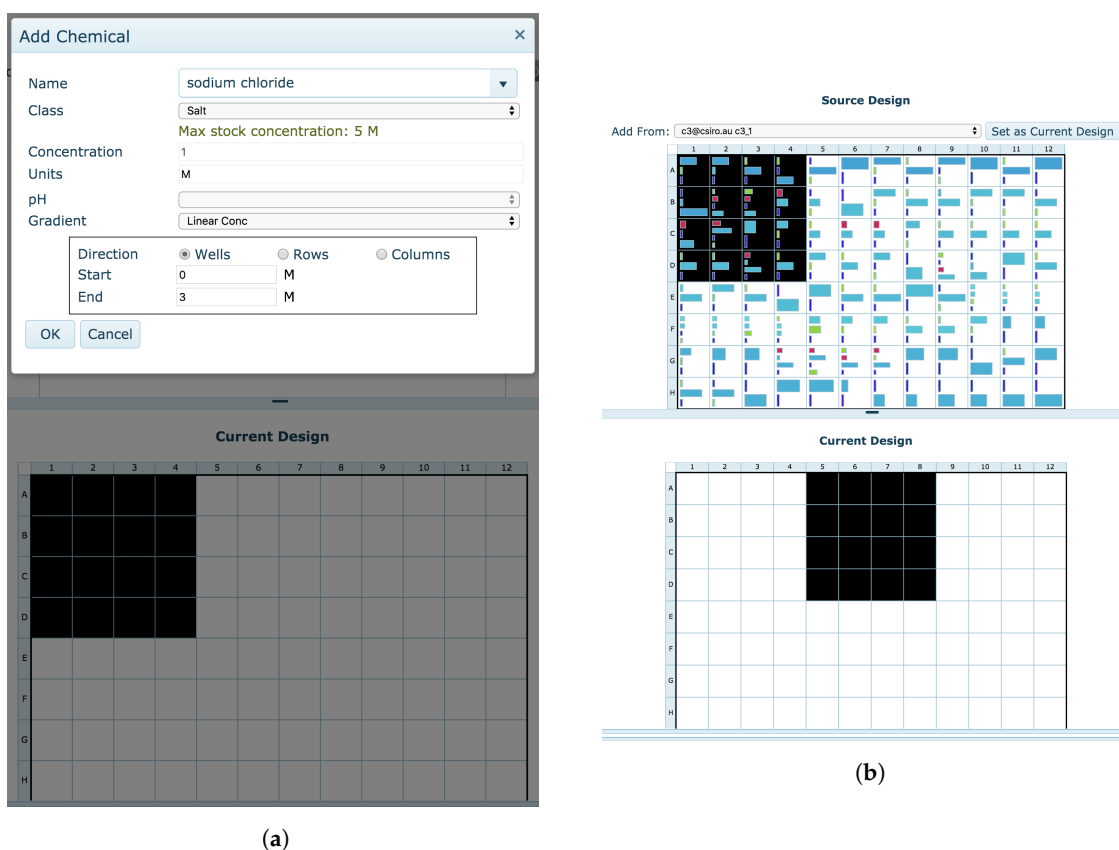 Add Chemical ×
Name sodium chloride
Class Salt
Max stock concentration: 5 M
Concentration 1
Units M
pH
Gradient Linear Conc
Direction Wells Rows Columns
Start 0 M
End 3 M
OK Cancel
Current Design
1 2 3 4 5 6 7 8 9 10 11 12
A
B
C
D
E
F
G
H
(a)
Source Design
Add From: c3@csiro.au c3_1 Set as Current Design
1 2 3 4 5 6 7 8 9 10 11 12
A
B
C
D
E
F
G
H
Current Design
1 2 3 4 5 6 7 8 9 10 11 12
A
B
C
D
E
F
G
H
(b)